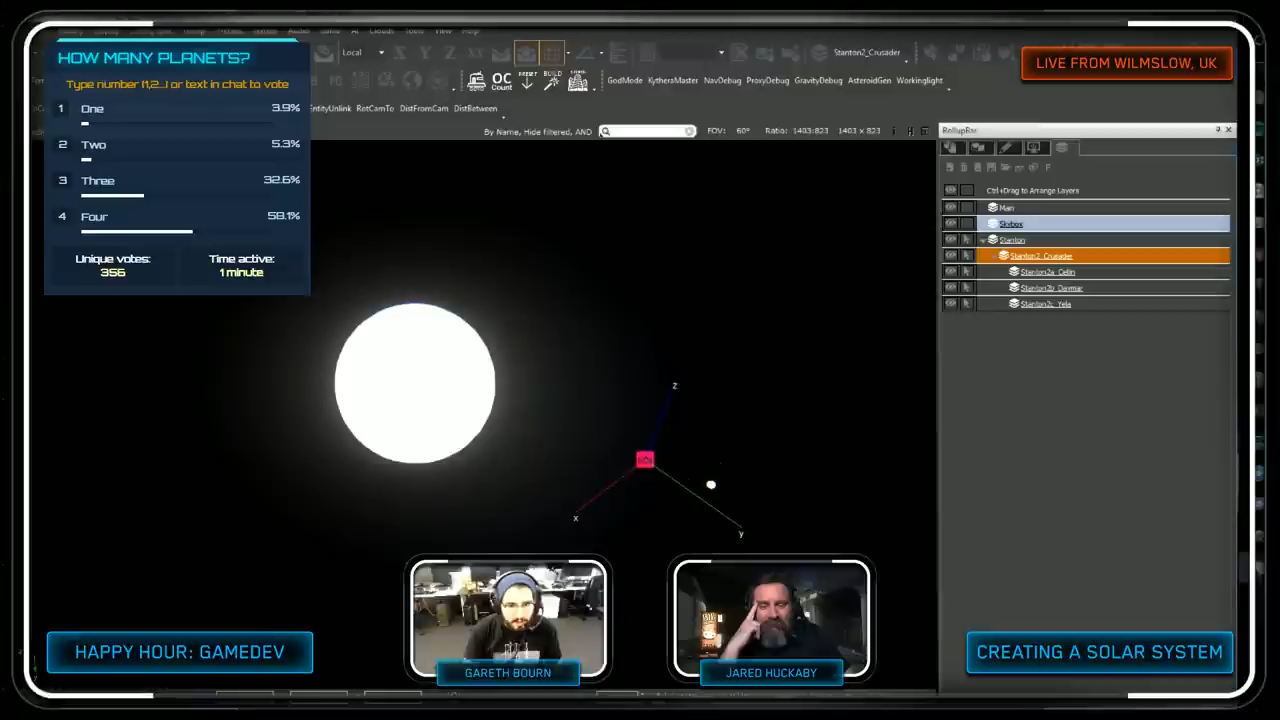 HOW MANY PLANETS?
Type number (1,2...) or text in chat to vote
1 One 3.9%
2 Two 5.3%
3 Three 32.6%
4 Four 58.1%
Unique votes: Time active:
356 1 minute
LIVE FROM WILMSLOW, UK
Local
Stanton2_Crusader
OC
Count
BUILD
GodMode KytheraMaster NavDebug ProxyDebug GravityDebug AsteroidGen Workinglight
EntityUnlink RotCamTo DistFromCam DistBetween
By Name, Hide filtered, AND
FOV: 60° Ratio: 1403:823 1403 x 823
RollupBar
Ctrl+Drag to Arrange Layers
Main
Skybox
Stanton
Stanton2_Crusader
Stanton2a_Cellin
Stanton2b_Daymar
Stanton2c_Yela
z
x
y
HAPPY HOUR: GAMEDEV
GARETH BOURN
JARED HUCKABY
CREATING A SOLAR SYSTEM